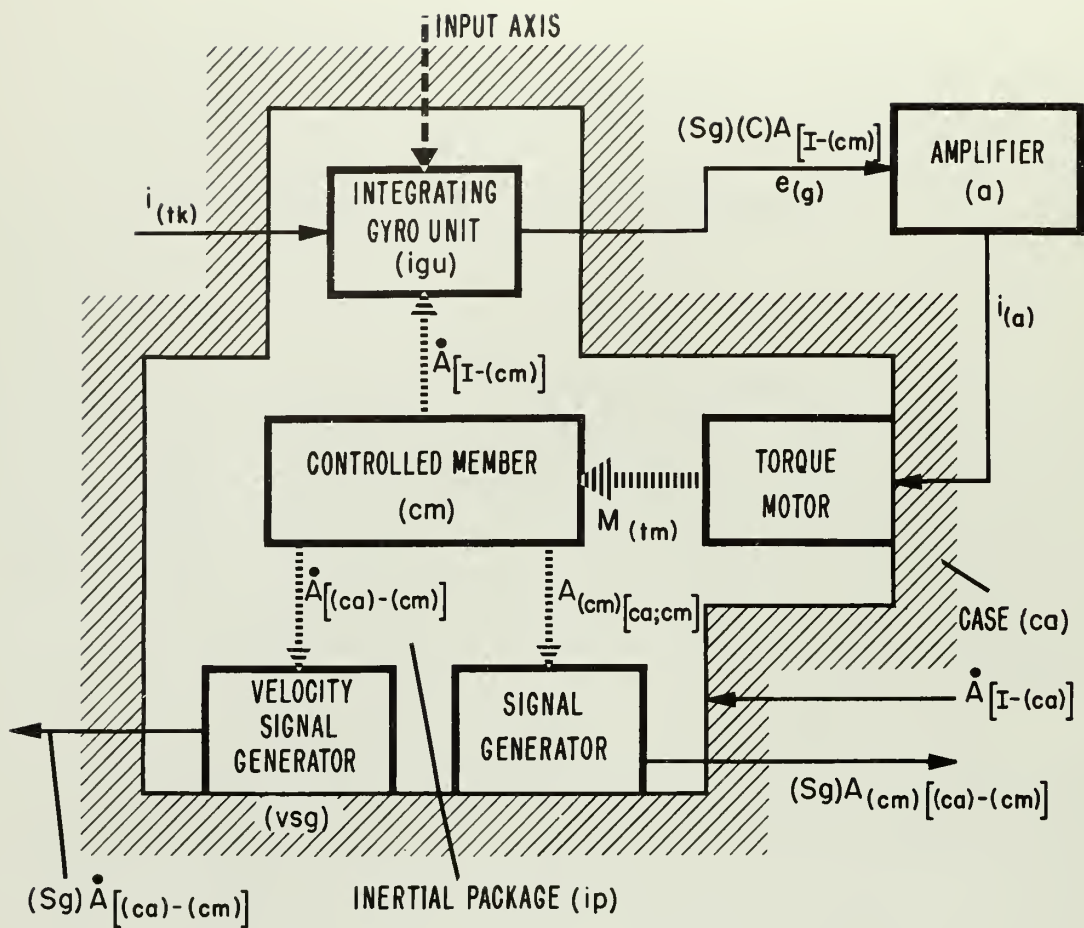 INPUT AXIS
(Sg)(C)A[I-(cm)]
e(g)
AMPLIFIER
(a)
i(tk)
INTEGRATING
GYRO UNIT
(igu)
i(a)
Ȧ[I-(cm)]
CONTROLLED MEMBER
(cm)
TORQUE
MOTOR
M(tm)
Ȧ[(ca)-(cm)]
A(cm)[ca;cm]
CASE (ca)
VELOCITY
SIGNAL
GENERATOR
(vsg)
SIGNAL
GENERATOR
Ȧ[I-(ca)]
(Sg)A(cm)[(ca)-(cm)]
(Sg)Ȧ[(ca)-(cm)]
INERTIAL PACKAGE (ip)